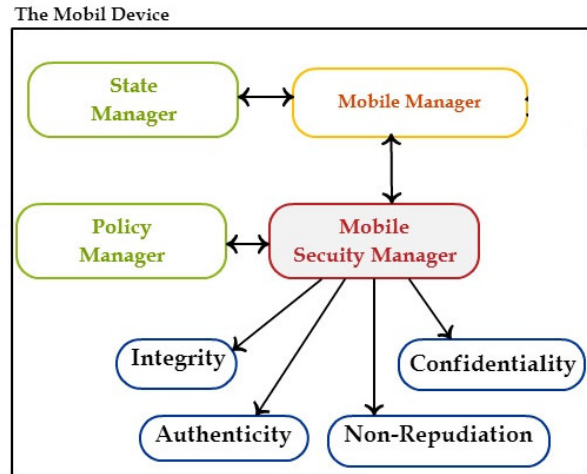 The Mobil Device
State
Manager
Mobile Manager
Policy
Manager
Mobile
Secuity Manager
Integrity
Confidentiality
Authenticity
Non-Repudiation